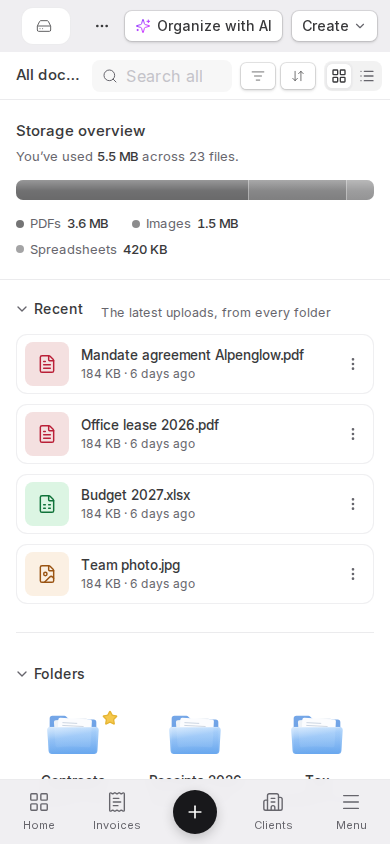 Organize with AI
Create
All doc...
Search all
Storage overview
You've used 5.5 MB across 23 files.
PDFs 3.6 MB
Images 1.5 MB
Spreadsheets 420 KB
Recent
The latest uploads, from every folder
Mandate agreement Alpenglow.pdf
184 KB · 6 days ago
Office lease 2026.pdf
184 KB · 6 days ago
Budget 2027.xlsx
184 KB · 6 days ago
Team photo.jpg
184 KB · 6 days ago
Folders
Contracts
Receipts 2026
Tax
Home
Invoices
Clients
Menu